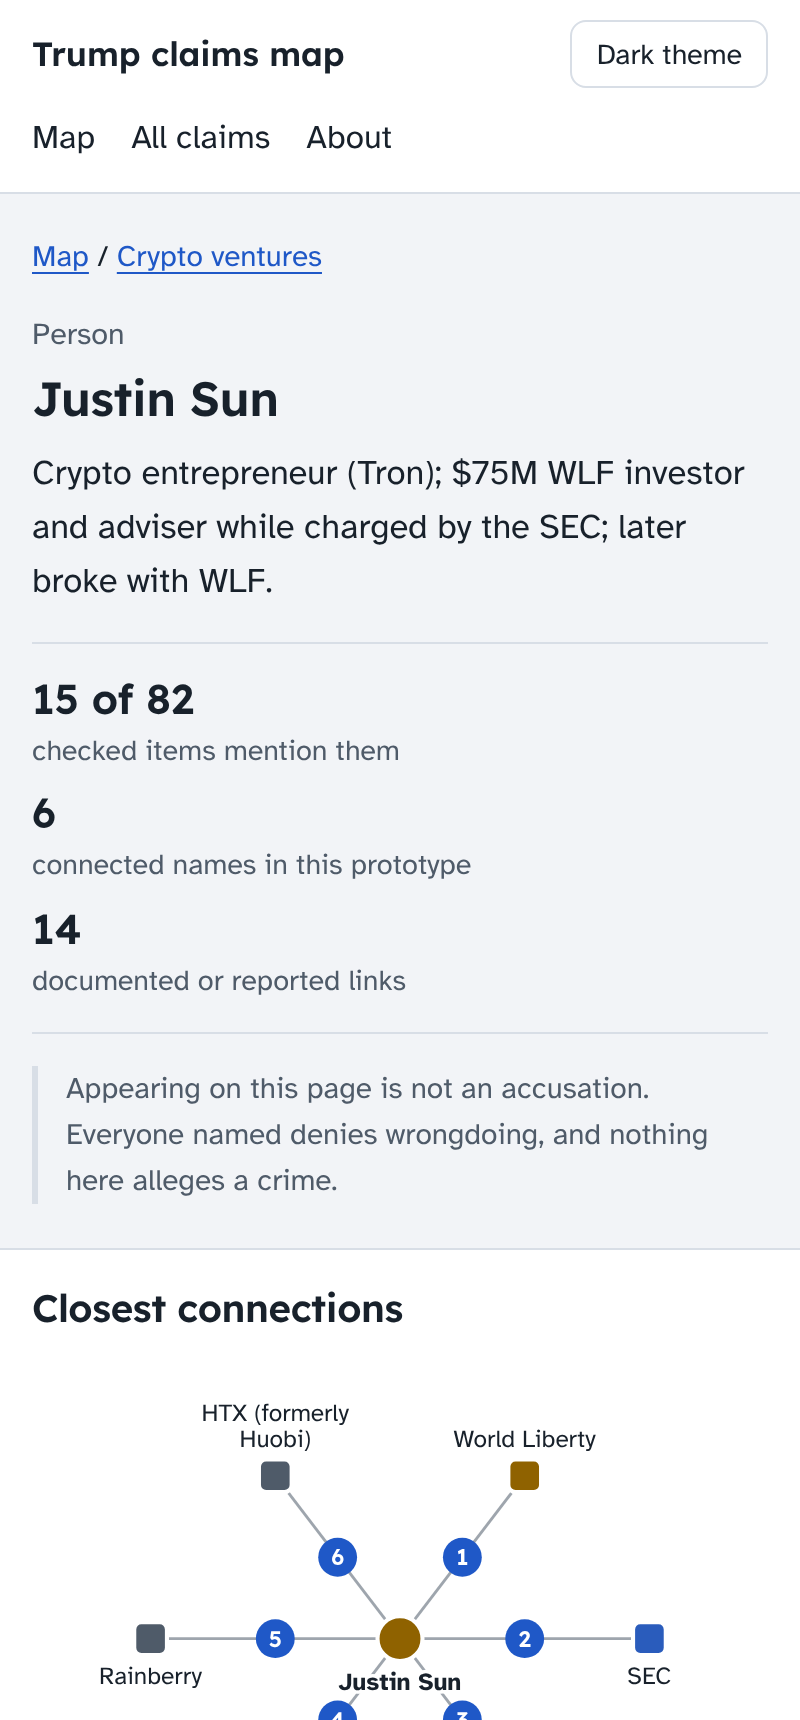 Trump claims map
Dark theme
Map All claims About
Map / Crypto ventures
Person
Justin Sun
Crypto entrepreneur (Tron); $75M WLF investor
and adviser while charged by the SEC; later
broke with WLF.
15 of 82
checked items mention them
6
connected names in this prototype
14
documented or reported links
Appearing on this page is not an accusation.
Everyone named denies wrongdoing, and nothing
here alleges a crime.
Closest connections
HTX (formerly
Huobi)
World Liberty
6
1
5
2
Rainberry
Justin Sun
SEC
4
3